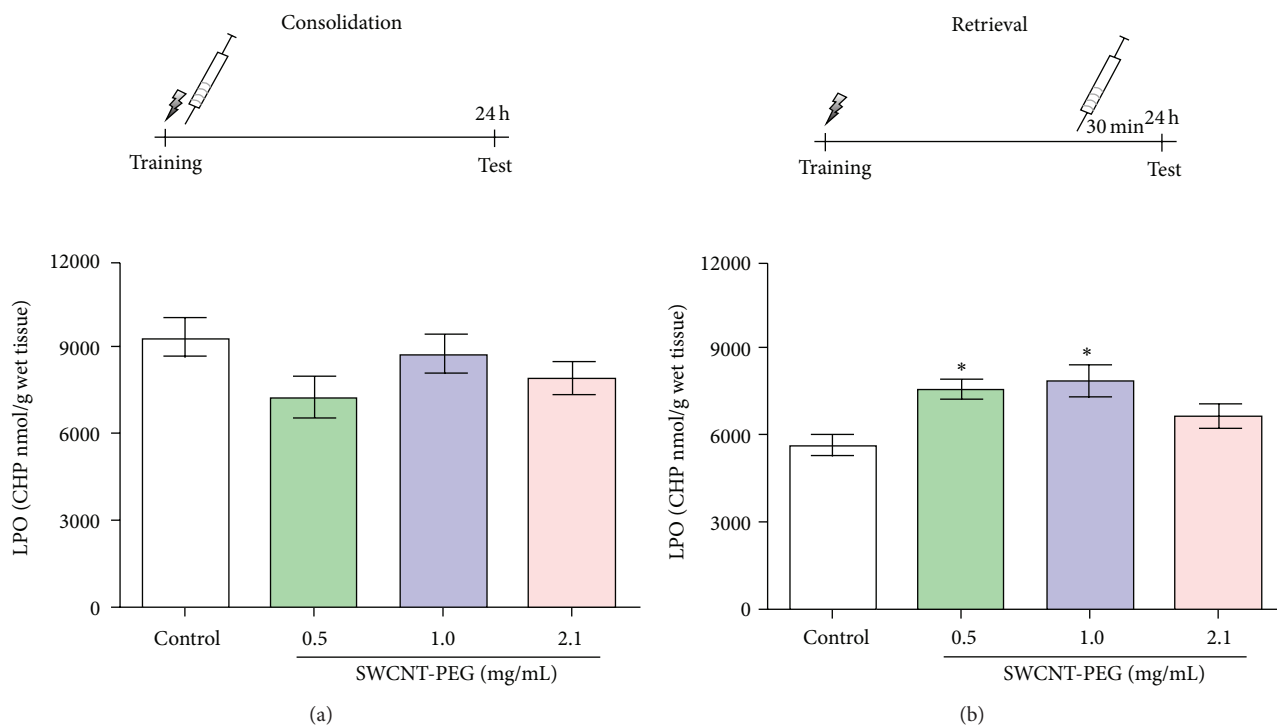 Consolidation
24 h
Training
Test
12000
9000
6000
3000
0
LPO (CHP nmol/g wet tissue)
Control
0.5
1.0
2.1
SWCNT-PEG (mg/mL)
(a)
Retrieval
30 min
24 h
Training
Test
12000
9000
6000
3000
0
LPO (CHP nmol/g wet tissue)
*
*
Control
0.5
1.0
2.1
SWCNT-PEG (mg/mL)
(b)